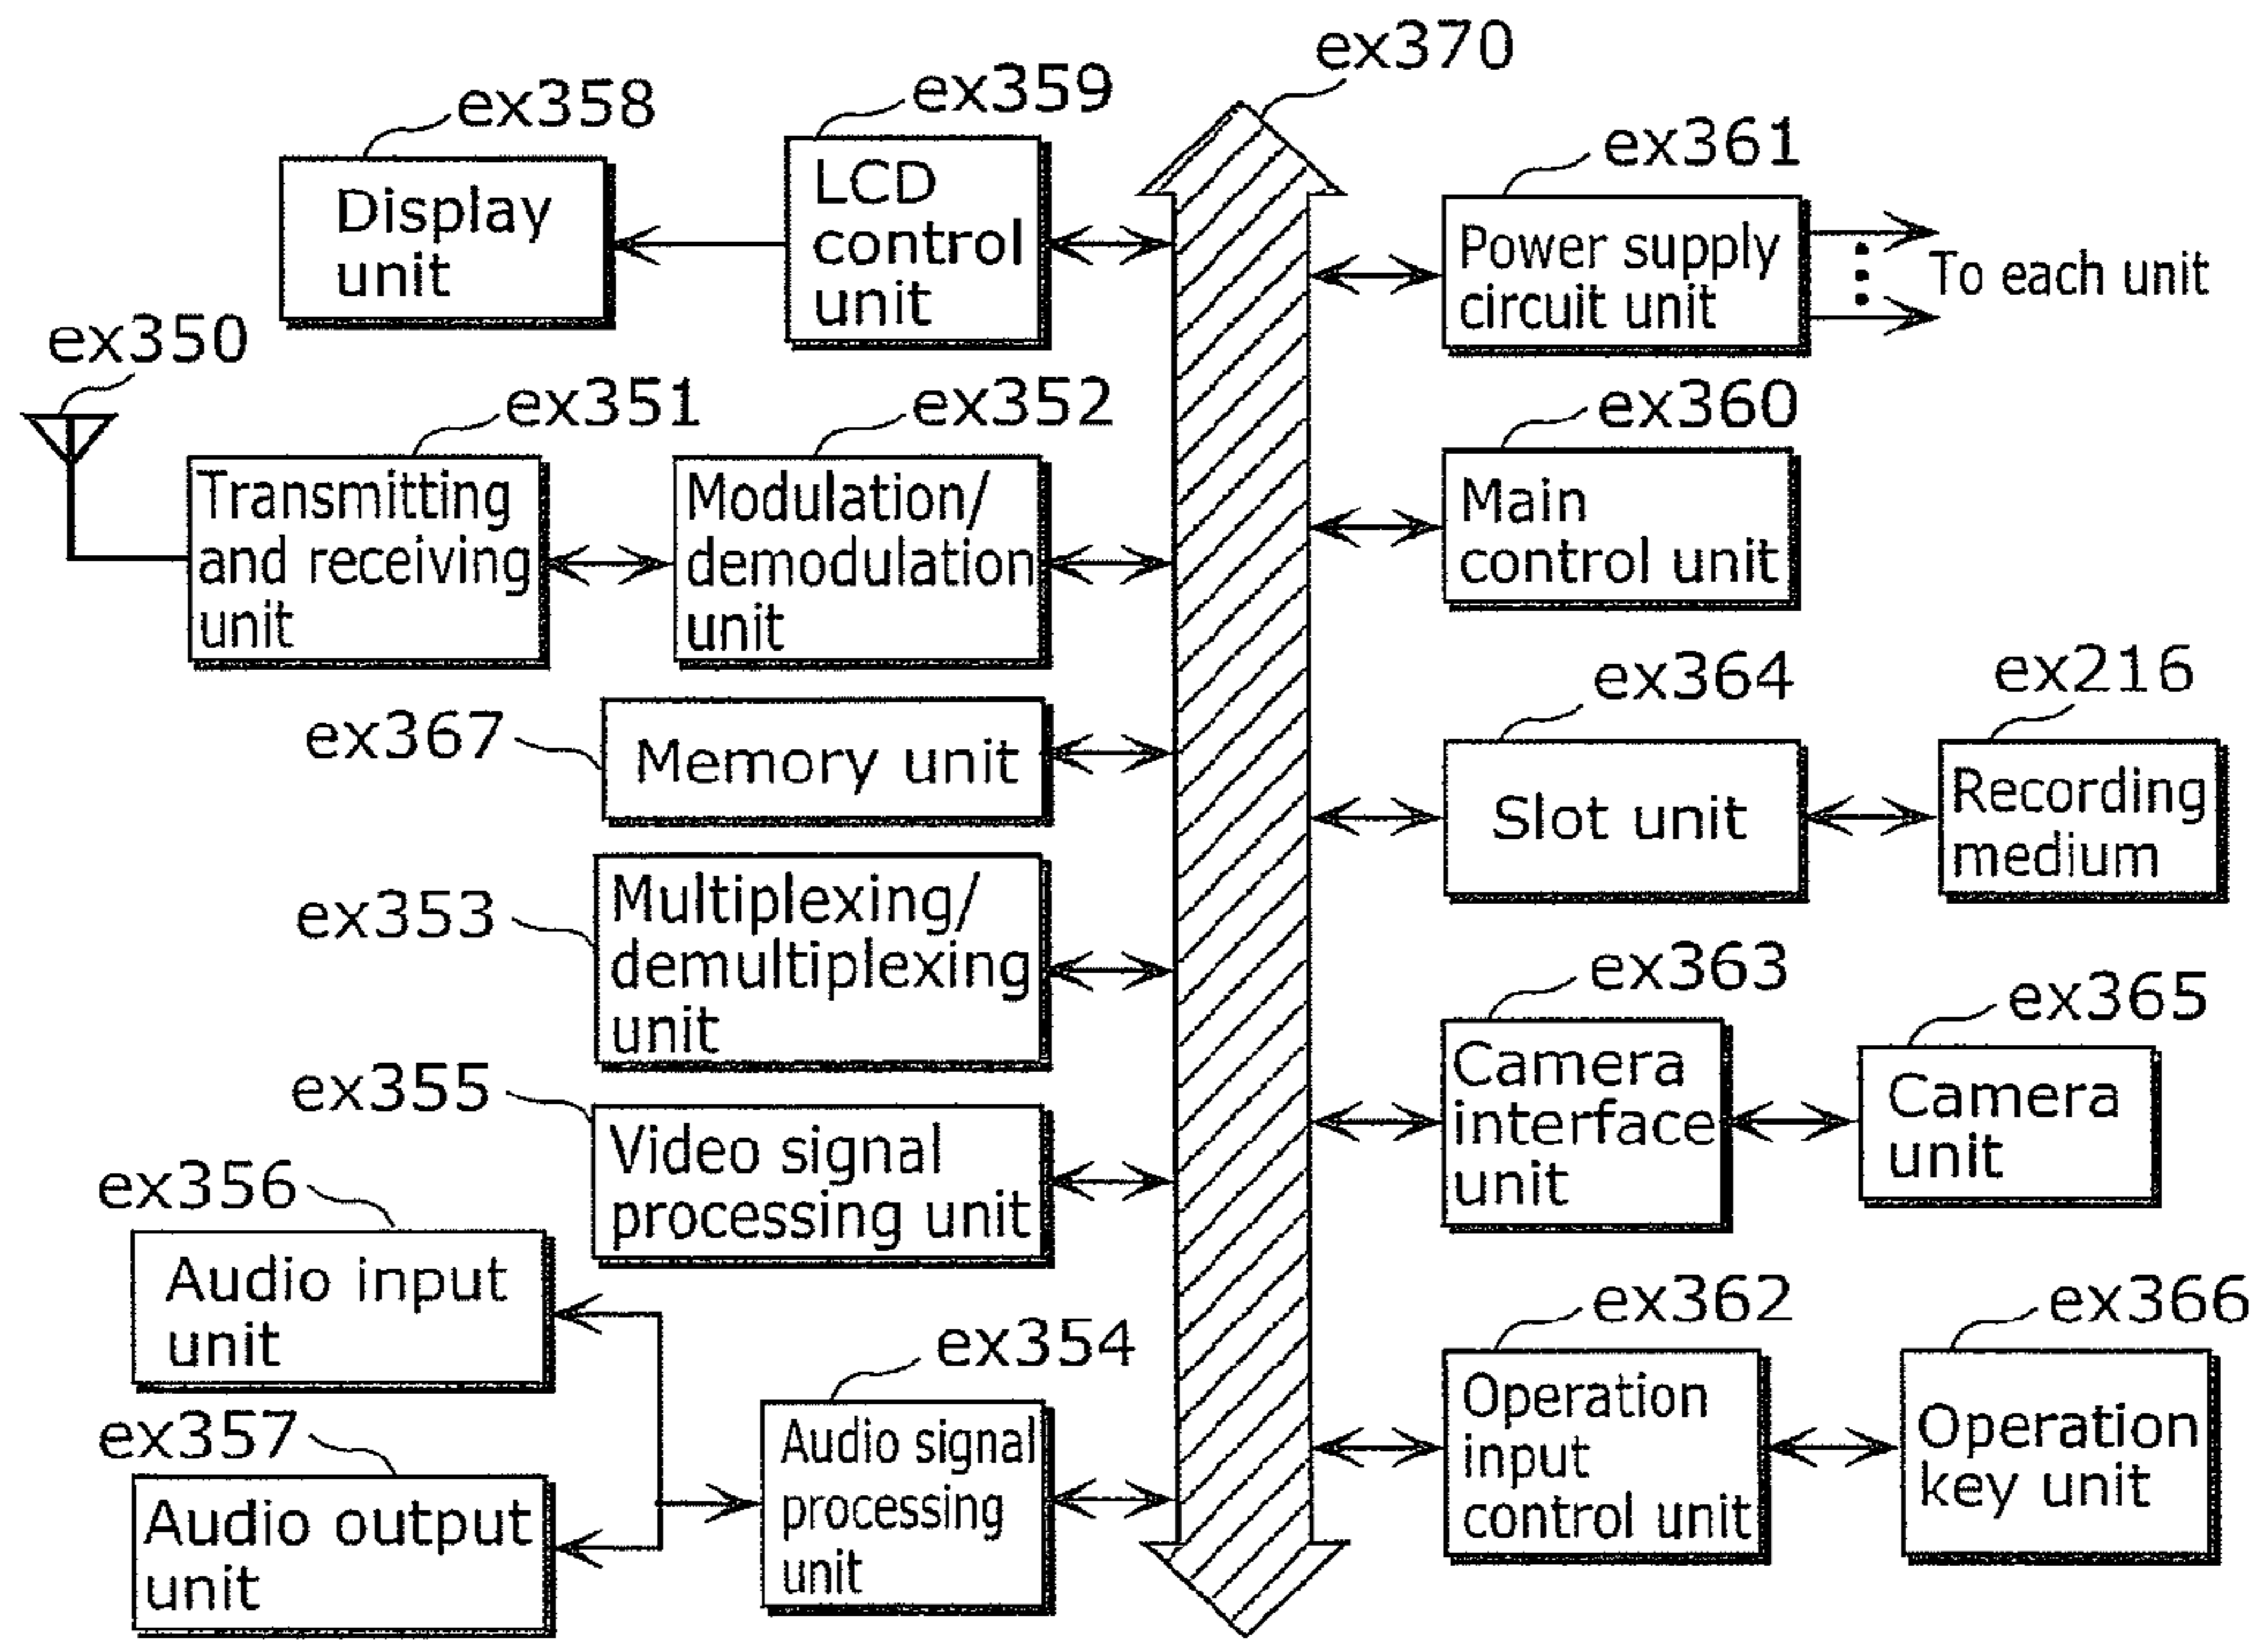 ex370
ex358
ex359
ex361
Display
unit
LCD
control
unit
Power supply
circuit unit
To each unit
ex350
ex351
ex352
ex360
Transmitting
and receiving
unit
Modulation/
demodulation
unit
Main
control unit
ex367
Memory unit
ex364
ex216
Slot unit
Recording
medium
ex353
Multiplexing/
demultiplexing
unit
ex363
ex365
Camera
interface
unit
Camera
unit
ex355
Video signal
processing unit
ex356
Audio input
unit
ex354
ex362
ex366
ex357
Audio output
unit
Audio signal
processing
unit
Operation
input
control unit
Operation
key unit